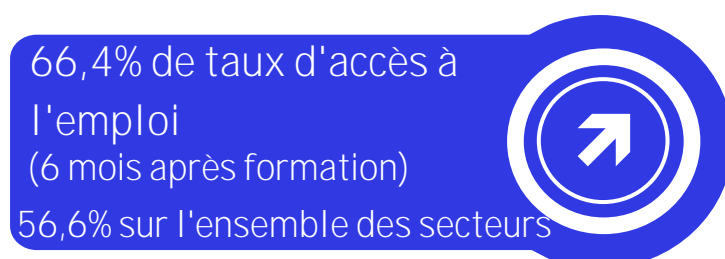 66,4% de taux d'accès à
l'emploi
(6 mois après formation)
56,6% sur l'ensemble des secteurs